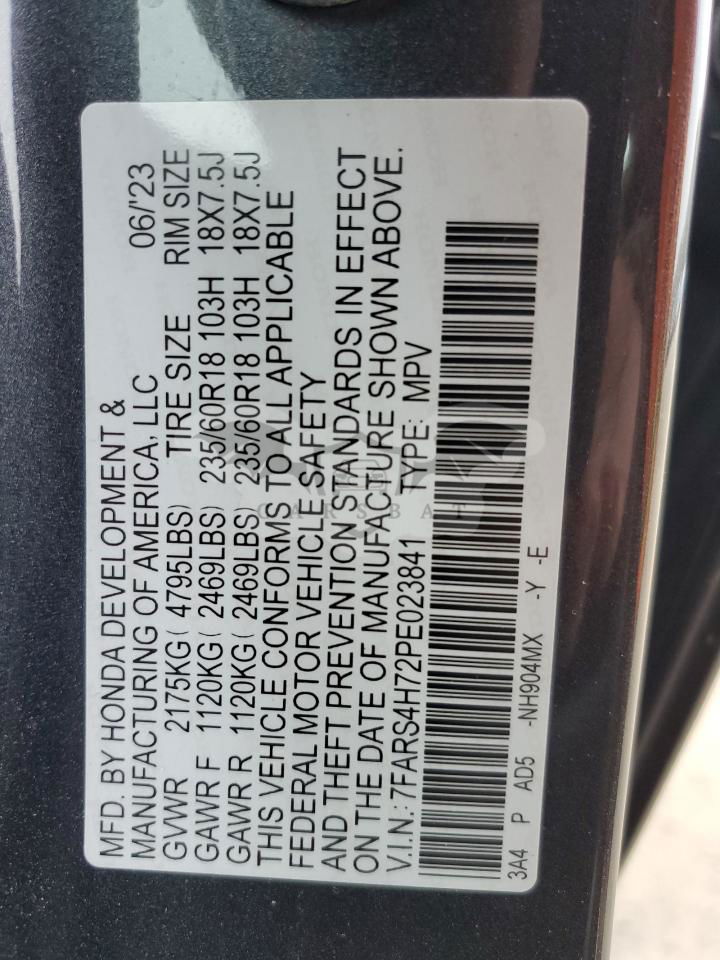 MFD. BY HONDA DEVELOPMENT &
MANUFACTURING OF AMERICA, LLC 06/'23
GVWR 2175KG( 4795LBS) TIRE SIZE RIM SIZE
GAWR F 1120KG( 2469LBS) 235/60R18 103H 18X7.5J
GAWR R 1120KG( 2469LBS) 235/60R18 103H 18X7.5J
THIS VEHICLE CONFORMS TO ALL APPLICABLE
FEDERAL MOTOR VEHICLE SAFETY
AND THEFT PREVENTION STANDARDS IN EFFECT
ON THE DATE OF MANUFACTURE SHOWN ABOVE.
V.I.N.: 7FARS4H72PE023841 TYPE: MPV
3A4 P AD5 -NH904MX -Y -E
CARSBAT